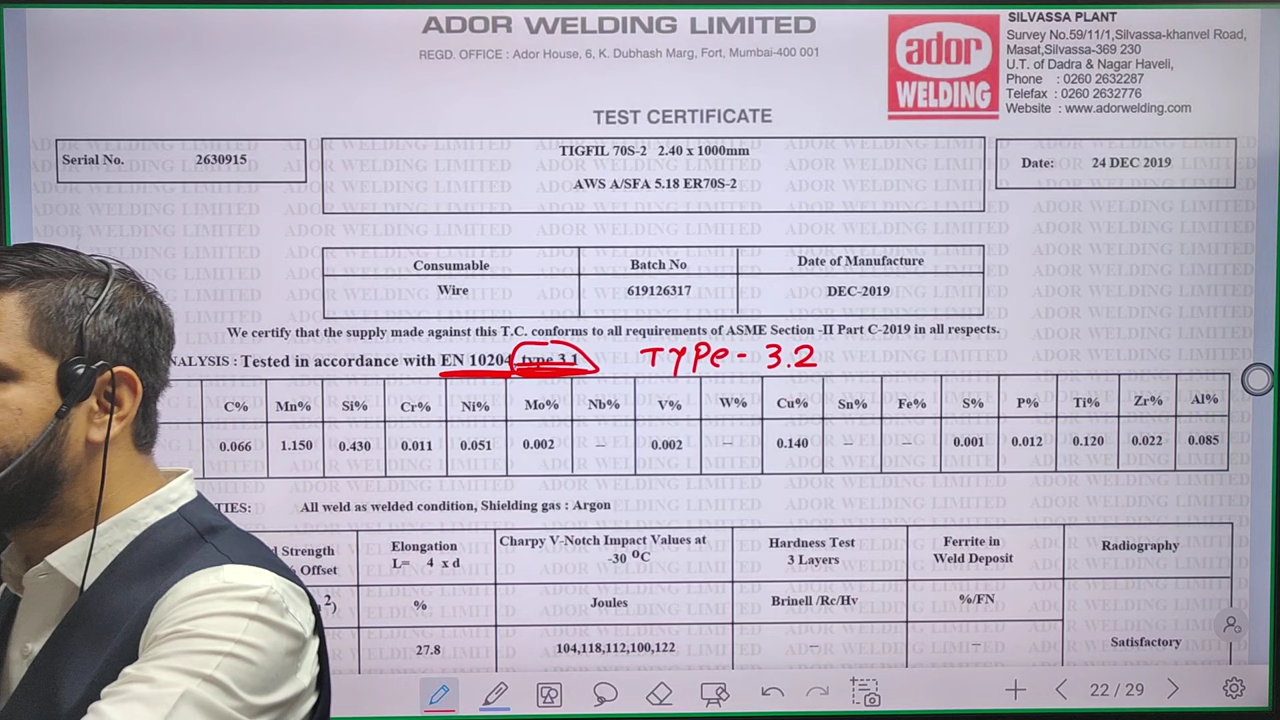 ADOR WELDING LIMITED
REGD. OFFICE : Ador House, 6, K. Dubhash Marg, Fort, Mumbai-400 001
ador
WELDING
SILVASSA PLANT
Survey No.59/11/1,Silvassa-khanvel Road,
Masat,Silvassa-369 230
U.T. of Dadra & Nagar Haveli,
Phone : 0260 2632287
Telefax : 0260 2632776
Website : www.adorwelding.com
TEST CERTIFICATE
Serial No. 2630915
TIGFIL 70S-2 2.40 x 1000mm
AWS A/SFA 5.18 ER70S-2
Date: 24 DEC 2019
Consumable Batch No Date of Manufacture
Wire 619126317 DEC-2019
We certify that the supply made against this T.C. conforms to all requirements of ASME Section -II Part C-2019 in all respects.
NALYSIS : Tested in accordance with EN 10204 type 3.1 TYPE - 3.2
C% Mn% Si% Cr% Ni% Mo% Nb% V% W% Cu% Sn% Fe% S% P% Ti% Zr% Al%
0.066 1.150 0.430 0.011 0.051 0.002 — 0.002 — 0.140 — — 0.001 0.012 0.120 0.022 0.085
TIES: All weld as welded condition, Shielding gas : Argon
d Strength Elongation Charpy V-Notch Impact Values at Hardness Test Ferrite in Radiography
Offset L= 4 x d -30 ⁰C 3 Layers Weld Deposit
²) % Joules Brinell /Rc/Hv %/FN
27.8 104,118,112,100,122 — — Satisfactory
22 / 29